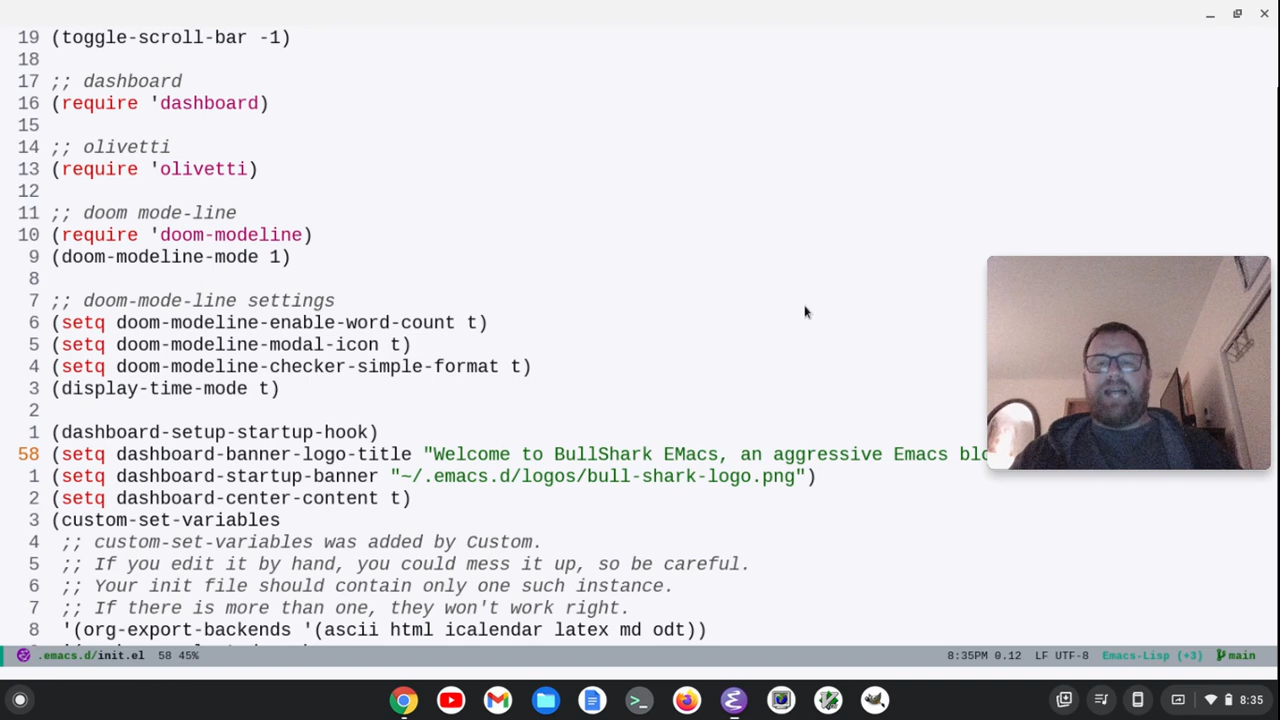 19 (toggle-scroll-bar -1)
18
17 ;; dashboard
16 (require 'dashboard)
15
14 ;; olivetti
13 (require 'olivetti)
12
11 ;; doom mode-line
10 (require 'doom-modeline)
9 (doom-modeline-mode 1)
8
7 ;; doom-mode-line settings
6 (setq doom-modeline-enable-word-count t)
5 (setq doom-modeline-modal-icon t)
4 (setq doom-modeline-checker-simple-format t)
3 (display-time-mode t)
2
1 (dashboard-setup-startup-hook)
58 (setq dashboard-banner-logo-title "Welcome to BullShark EMacs, an aggressive Emacs
1 (setq dashboard-startup-banner "~/.emacs.d/logos/bull-shark-logo.png")
2 (setq dashboard-center-content t)
3 (custom-set-variables
4 ;; custom-set-variables was added by Custom.
5 ;; If you edit it by hand, you could mess it up, so be careful.
6 ;; Your init file should contain only one such instance.
7 ;; If there is more than one, they won't work right.
8 '(org-export-backends '(ascii html icalendar latex md odt))
.emacs.d/init.el 58 45% 8:35PM 0.12 LF UTF-8 Emacs-Lisp (+3) main
8:35